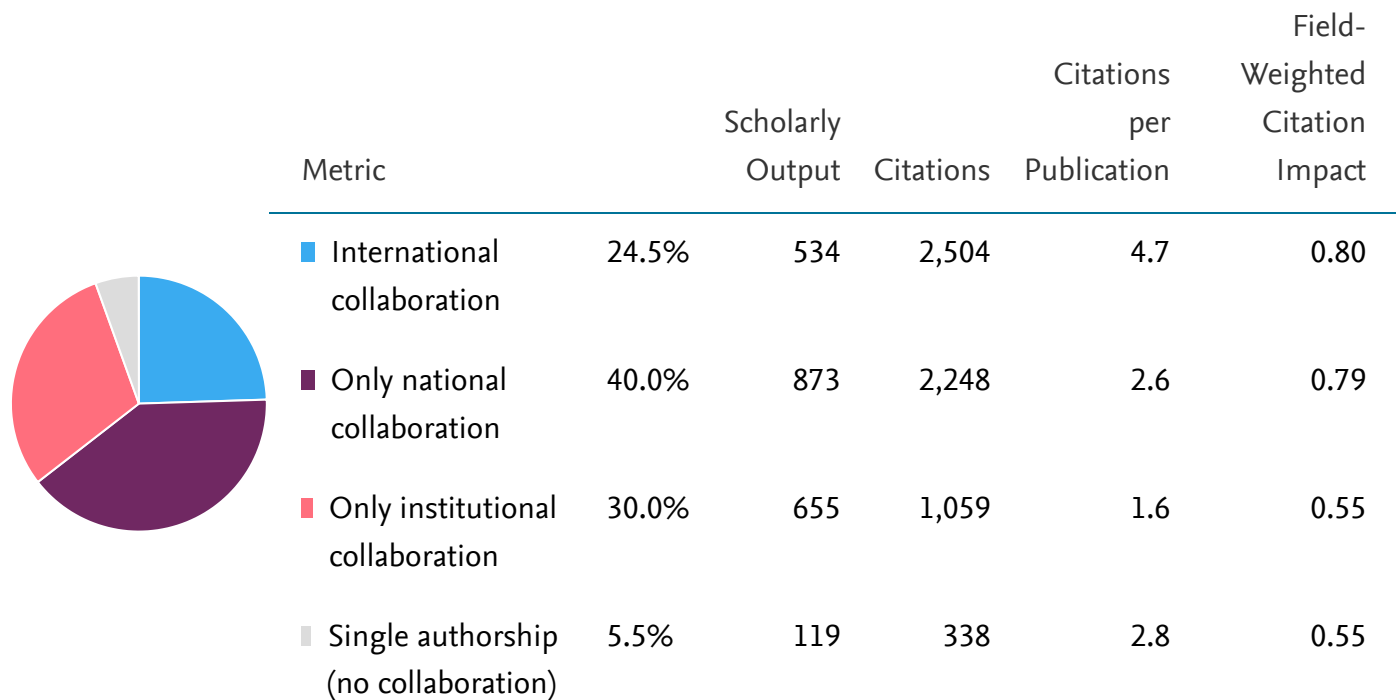 Field-
Citations Weighted
Scholarly per Citation
Metric Output Citations Publication Impact
International 24.5% 534 2,504 4.7 0.80
collaboration
Only national 40.0% 873 2,248 2.6 0.79
collaboration
Only institutional 30.0% 655 1,059 1.6 0.55
collaboration
Single authorship 5.5% 119 338 2.8 0.55
(no collaboration)